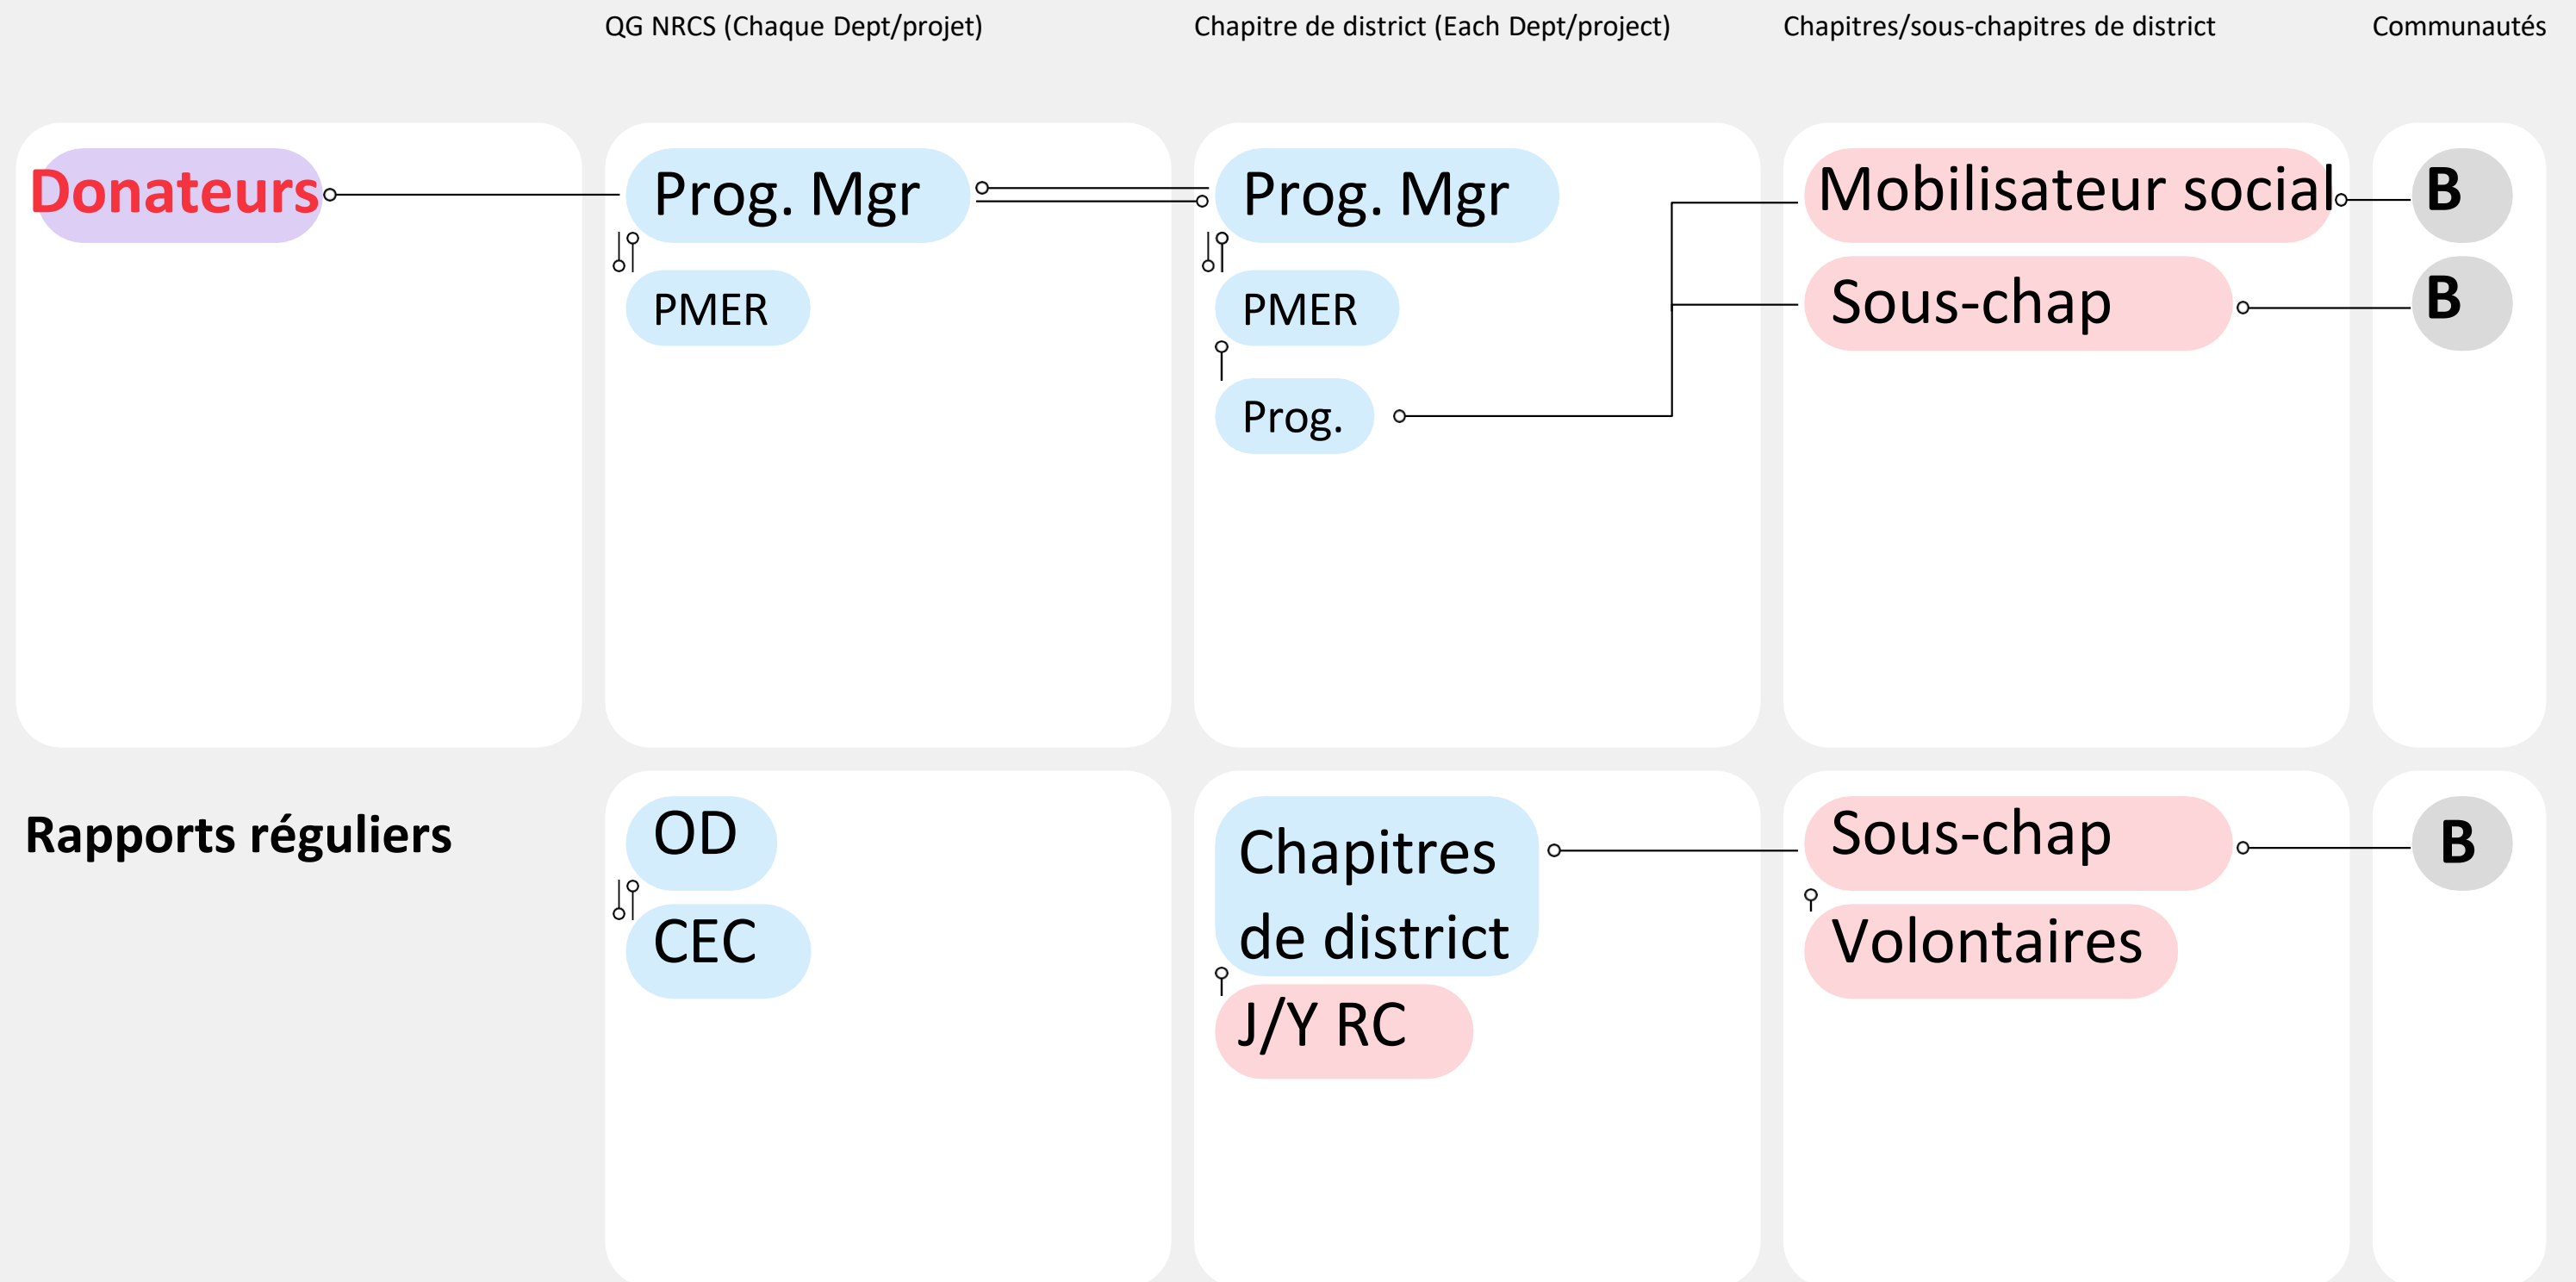 QG NRCS (Chaque Dept/projet)
Chapitre de district (Each Dept/project)
Chapitres/sous-chapitres de district
Communautés
Donateurs
Prog. Mgr
PMER
Prog. Mgr
PMER
Prog.
Mobilisateur social
Sous-chap
B
B
Rapports réguliers
OD
CEC
Chapitres
de district
J/Y RC
Sous-chap
Volontaires
B